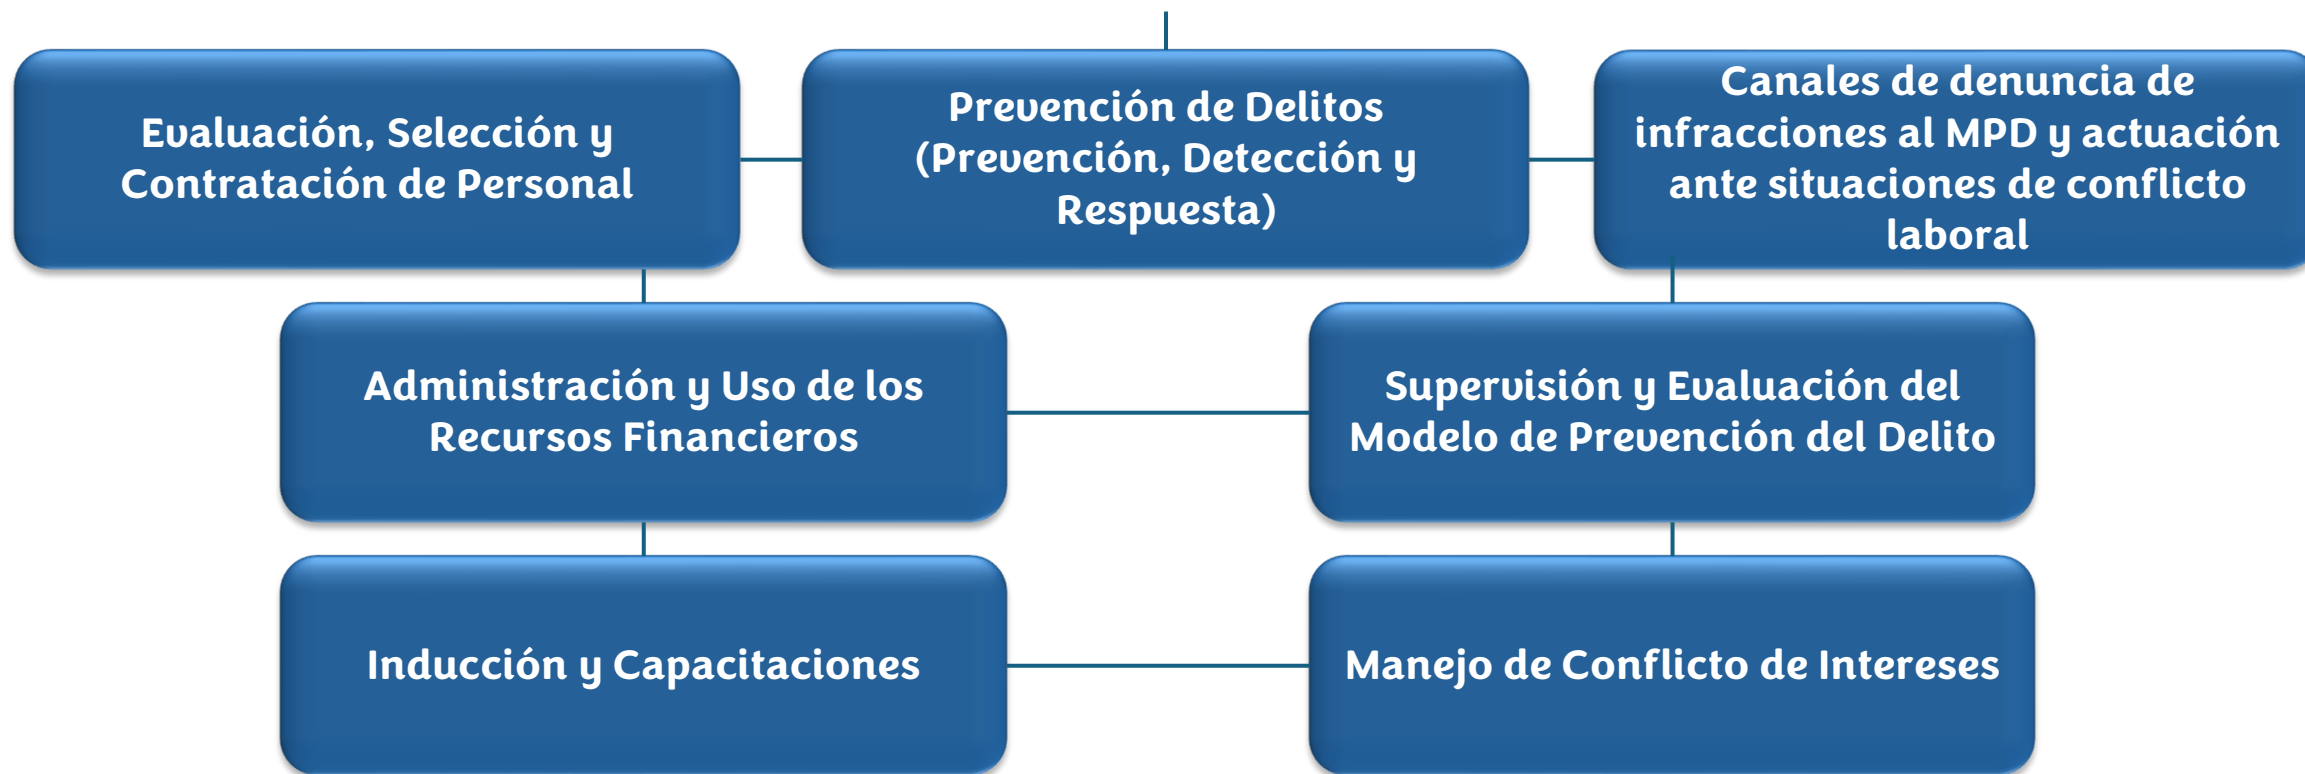 Evaluación, Selección y
Contratación de Personal
Prevención de Delitos
(Prevención, Detección y
Respuesta)
Canales de denuncia de
infracciones al MPD y actuación
ante situaciones de conflicto
laboral
Administración y Uso de los
Recursos Financieros
Supervisión y Evaluación del
Modelo de Prevención del Delito
Inducción y Capacitaciones
Manejo de Conflicto de Intereses